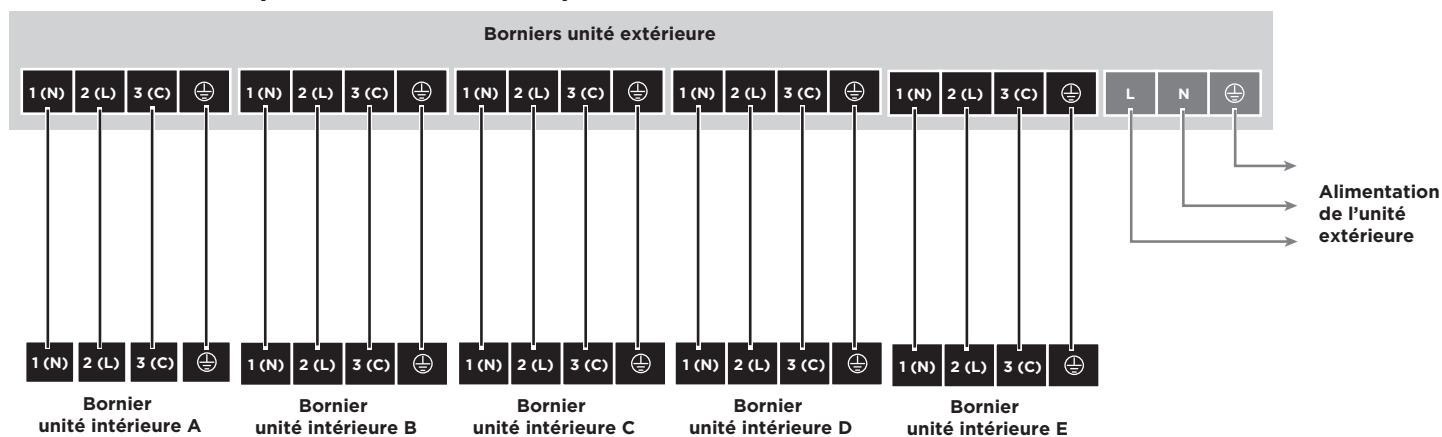 Borniers unité extérieure
1 (N) 2 (L) 3 (C) 1 (N) 2 (L) 3 (C) 1 (N) 2 (L) 3 (C) 1 (N) 2 (L) 3 (C) 1 (N) 2 (L) 3 (C) L N
Alimentation
de l’unité
extérieure
1 (N) 2 (L) 3 (C) 1 (N) 2 (L) 3 (C) 1 (N) 2 (L) 3 (C) 1 (N) 2 (L) 3 (C) 1 (N) 2 (L) 3 (C)
Bornier
unité intérieure A
Bornier
unité intérieure B
Bornier
unité intérieure C
Bornier
unité intérieure D
Bornier
unité intérieure E